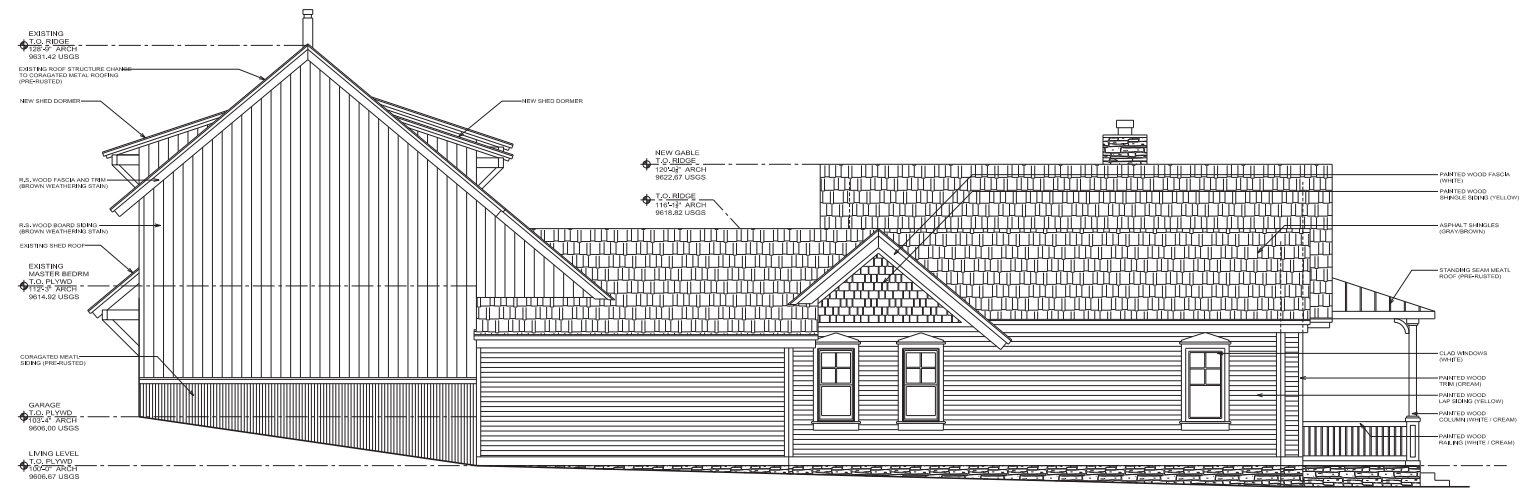 EXISTING
T.O. RIDGE
128'-9" ARCH
9631.42 USGS
EXISTING ROOF STRUCTURE CHANGE
TO CORAGATED METAL ROOFING
(PRE-RUSTED)
NEW SHED DORMER
R.S. WOOD FASCIA AND TRIM
(BROWN WEATHERING STAIN)
R.S. WOOD BOARD SIDING
(BROWN WEATHERING STAIN)
EXISTING SHED ROOF
EXISTING
MASTER BEDRM
T.O. PLYWD
112'-3" ARCH
9614.92 USGS
CORAGATED MEATL
SIDING (PRE-RUSTED)
GARAGE
T.O. PLYWD
103'-4" ARCH
9606.00 USGS
LIVING LEVEL
T.O. PLYWD
100'-0" ARCH
9606.67 USGS
NEW SHED DORMER
NEW GABLE
T.O. RIDGE
ARCH
9622.67 USGS
T.O. RIDGE
ARCH
9618.82 USGS
PAINTED WOOD FASCIA
(WHITE)
PAINTED WOOD
SHINGLE SIDING (YELLOW)
ASPHALT SHINGLES
(GRAY/BROWN)
STANDING SEAM MEATL
ROOF (PRE-RUSTED)
CLAD WINDOWS
(WHITE)
PAINTED WOOD
TRIM (CREAM)
PAINTED WOOD
LAP SIDING (YELLOW)
PAINTED WOOD
COLUMN (WHITE / CREAM)
PAINTED WOOD
RAILING (WHITE / CREAM)